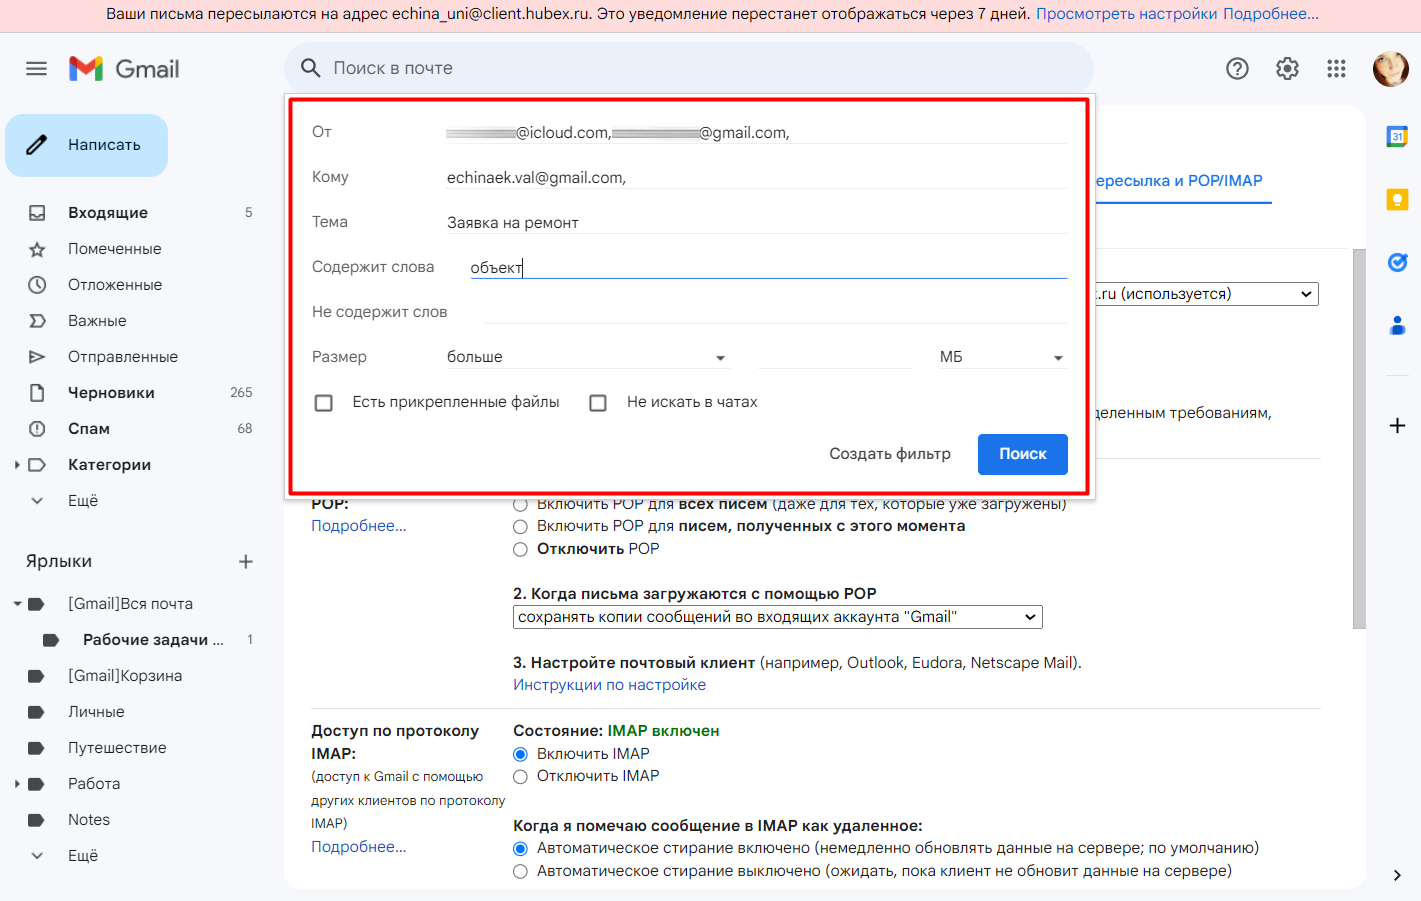 Ваши письма пересылаются на адрес echina_uni@client.hubex.ru. Это уведомление перестанет отображаться через 7 дней. Просмотреть настройки Подробнее...
Gmail
Поиск в почте
Написать
Входящие 5
Помеченные
Отложенные
Важные
Отправленные
Черновики 265
Спам 68
Категории
Ещё
Ярлыки
[Gmail]Вся почта
Рабочие задачи ... 1
[Gmail]Корзина
Личные
Путешествие
Работа
Notes
Ещё
От @icloud.com, @gmail.com,
Кому echinaek.val@gmail.com,
Тема Заявка на ремонт
Содержит слова объект
Не содержит слов
Размер больше МБ
Есть прикрепленные файлы Не искать в чатах
Создать фильтр Поиск
ересылка и POP/IMAP
.ru (используется)
деленным требованиям,
POP:
Подробнее...
Включить POP для всех писем (даже для тех, которые уже загружены)
Включить POP для писем, полученных с этого момента
Отключить POP
2. Когда письма загружаются с помощью POP
сохранять копии сообщений во входящих аккаунта "Gmail"
3. Настройте почтовый клиент (например, Outlook, Eudora, Netscape Mail).
Инструкции по настройке
Доступ по протоколу
IMAP:
(доступ к Gmail с помощью
других клиентов по протоколу
IMAP)
Подробнее...
Состояние: IMAP включен
Включить IMAP
Отключить IMAP
Когда я помечаю сообщение в IMAP как удаленное:
Автоматическое стирание включено (немедленно обновлять данные на сервере; по умолчанию)
Автоматическое стирание выключено (ожидать, пока клиент не обновит данные на сервере)
31